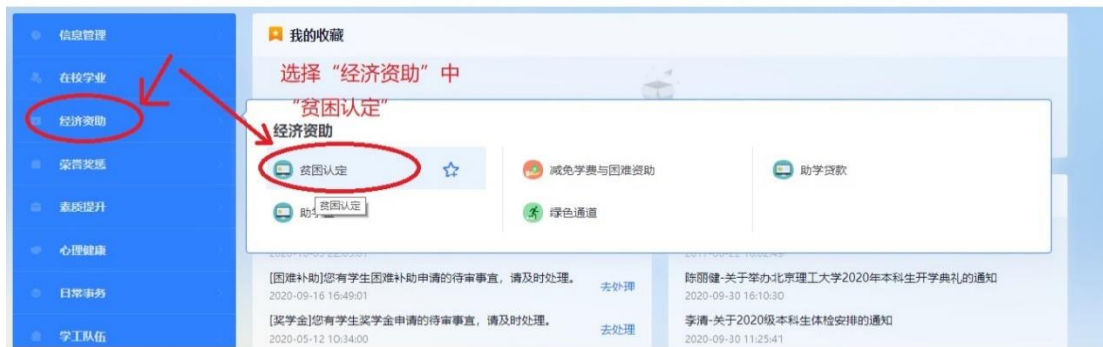 信息管理
在校学业
经济资助
荣誉奖惩
素质提升
心理健康
日常事务
学工队伍
我的收藏
选择“经济资助”中
“贫困认定”
经济资助
贫困认定
减免学费与困难资助
助学贷款
贫困认定
绿色通道
[困难补助]您有学生困难补助申请的待审事宜，请及时处理。
去处理
2020-09-16 16:49:01
[奖学金]您有学生奖学金申请的待审事宜，请及时处理。
去处理
2020-05-12 10:34:00
陈丽健-关于举办北京理工大学2020年本科生开学典礼的通知
2020-09-30 16:10:30
李清-关于2020级本科生体检安排的通知
2020-09-30 11:25:41